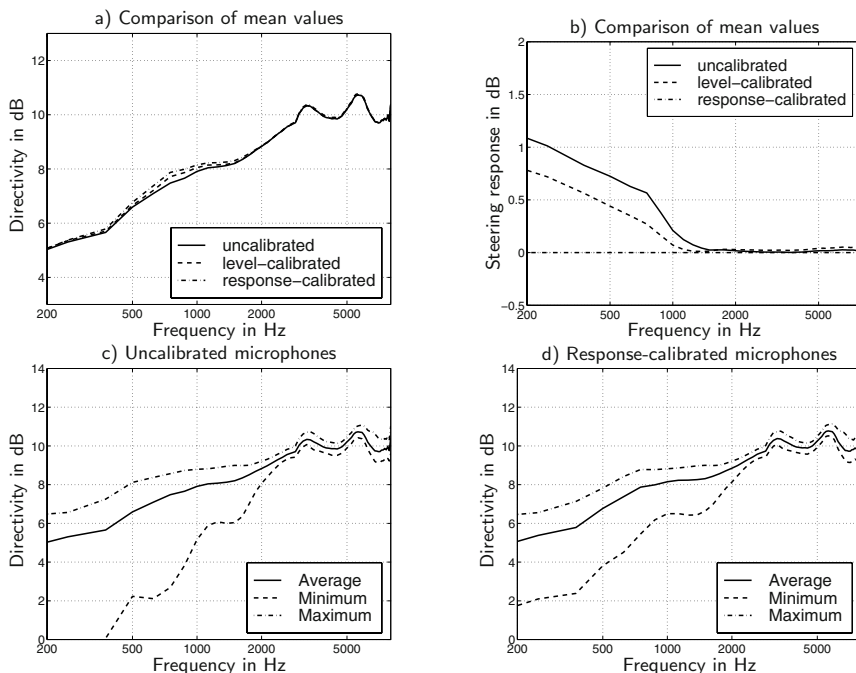 a) Comparison of mean values
12
10
8
6
4
Directivity in dB
uncalibrated
level-calibrated
response-calibrated
200
500
1000
2000
5000
Frequency in Hz
b) Comparison of mean values
2
1.5
1
0.5
0
-0.5
Steering response in dB
uncalibrated
level-calibrated
response-calibrated
200
500
1000
2000
5000
Frequency in Hz
c) Uncalibrated microphones
14
12
10
8
6
4
2
0
Directivity in dB
Average
Minimum
Maximum
200
500
1000
2000
5000
Frequency in Hz
d) Response-calibrated microphones
14
12
10
8
6
4
2
0
Directivity in dB
Average
Minimum
Maximum
200
500
1000
2000
5000
Frequency in Hz